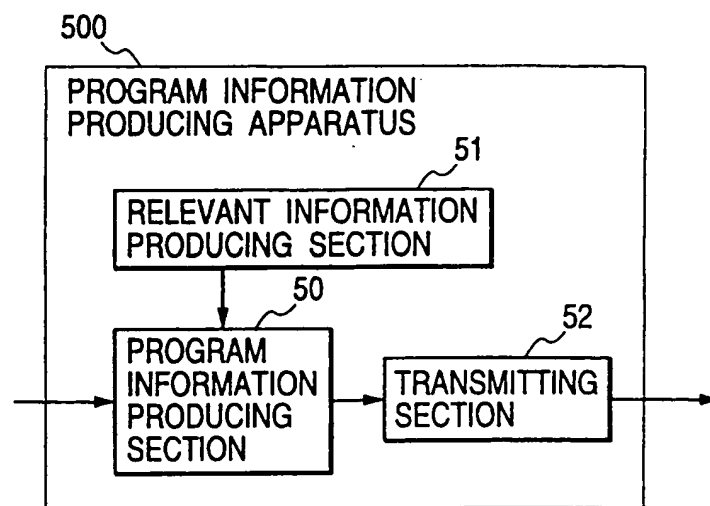 500
PROGRAM INFORMATION
PRODUCING APPARATUS
51
RELEVANT INFORMATION
PRODUCING SECTION
50
PROGRAM
INFORMATION
PRODUCING
SECTION
52
TRANSMITTING
SECTION